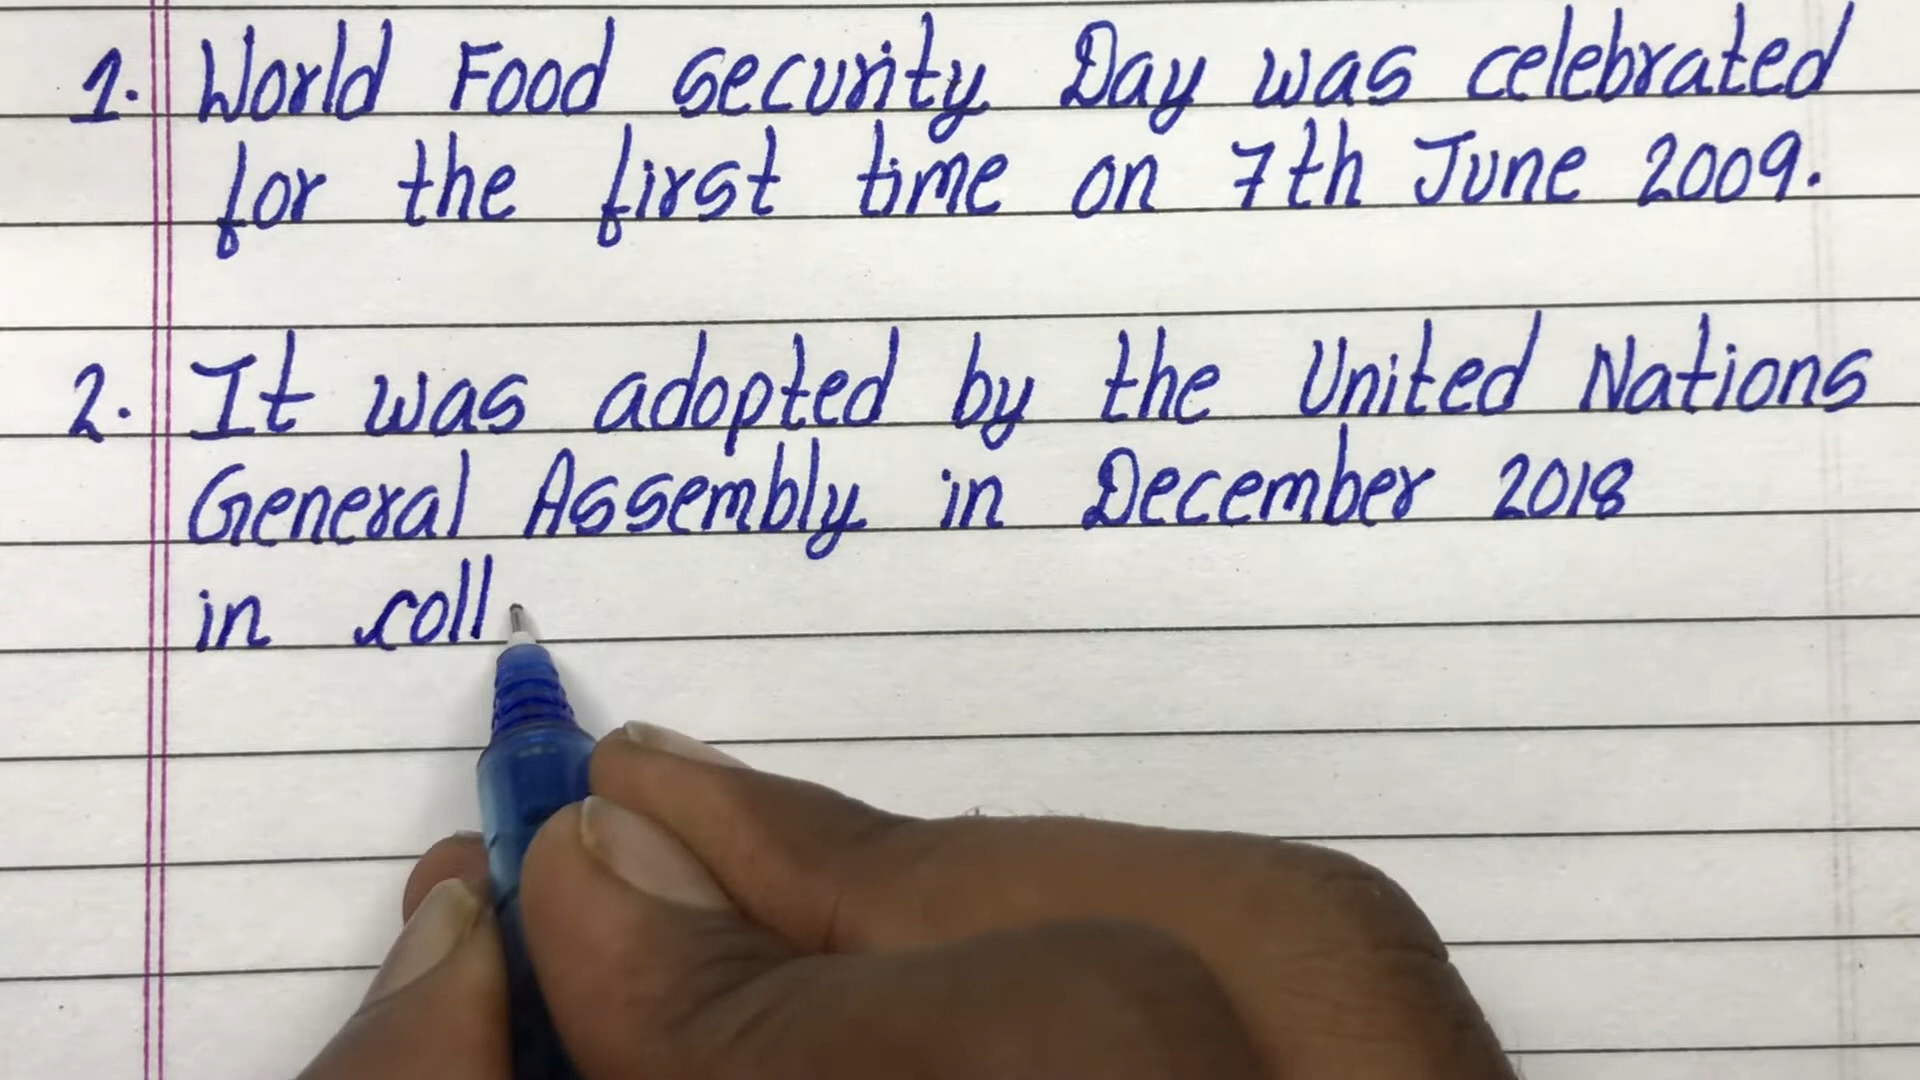 1. World Food security Day was celebrated
for the first time on 7th June 2009.
2. It was adopted by the United Nations
General Assembly in December 2018
in coll